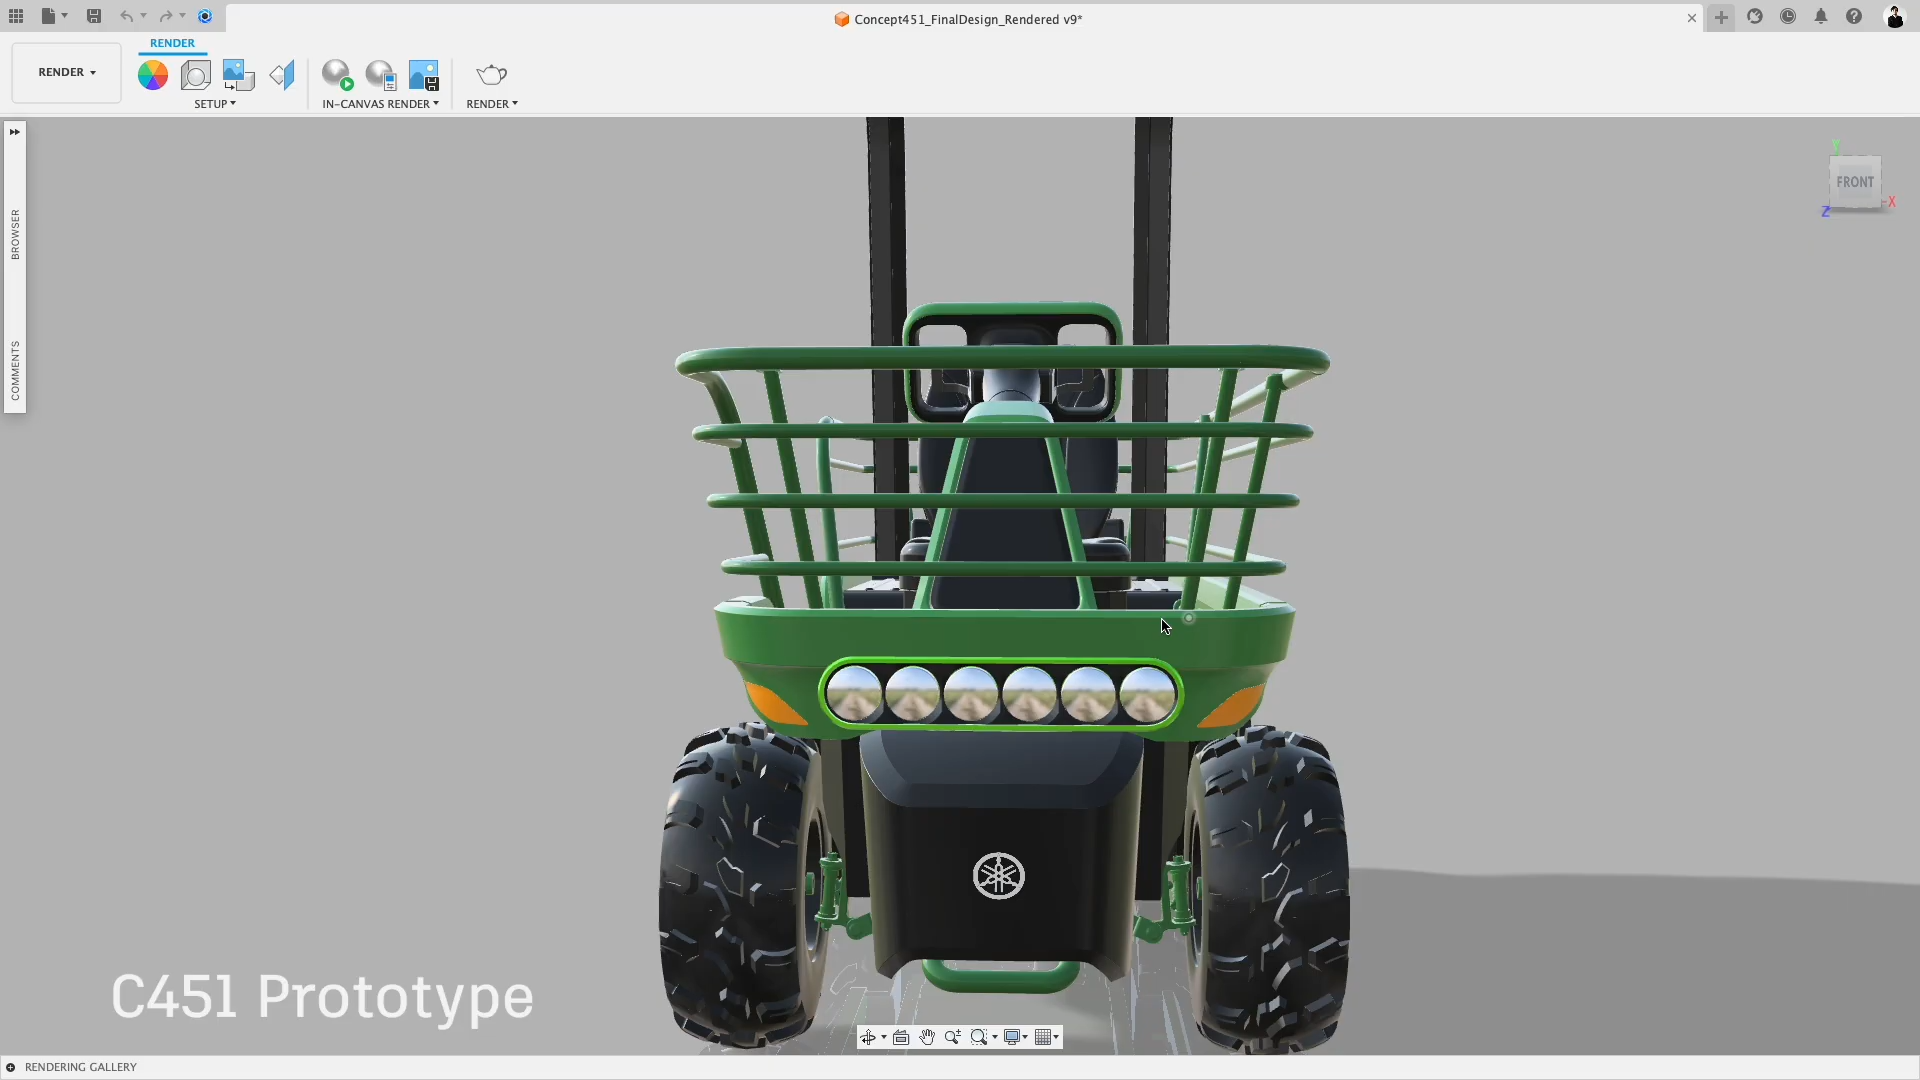 Concept451_FinalDesign_Rendered v9*
RENDER
RENDER
SETUP
IN-CANVAS RENDER
RENDER
BROWSER
COMMENTS
Y
FRONT
Z
X
C451 Prototype
RENDERING GALLERY